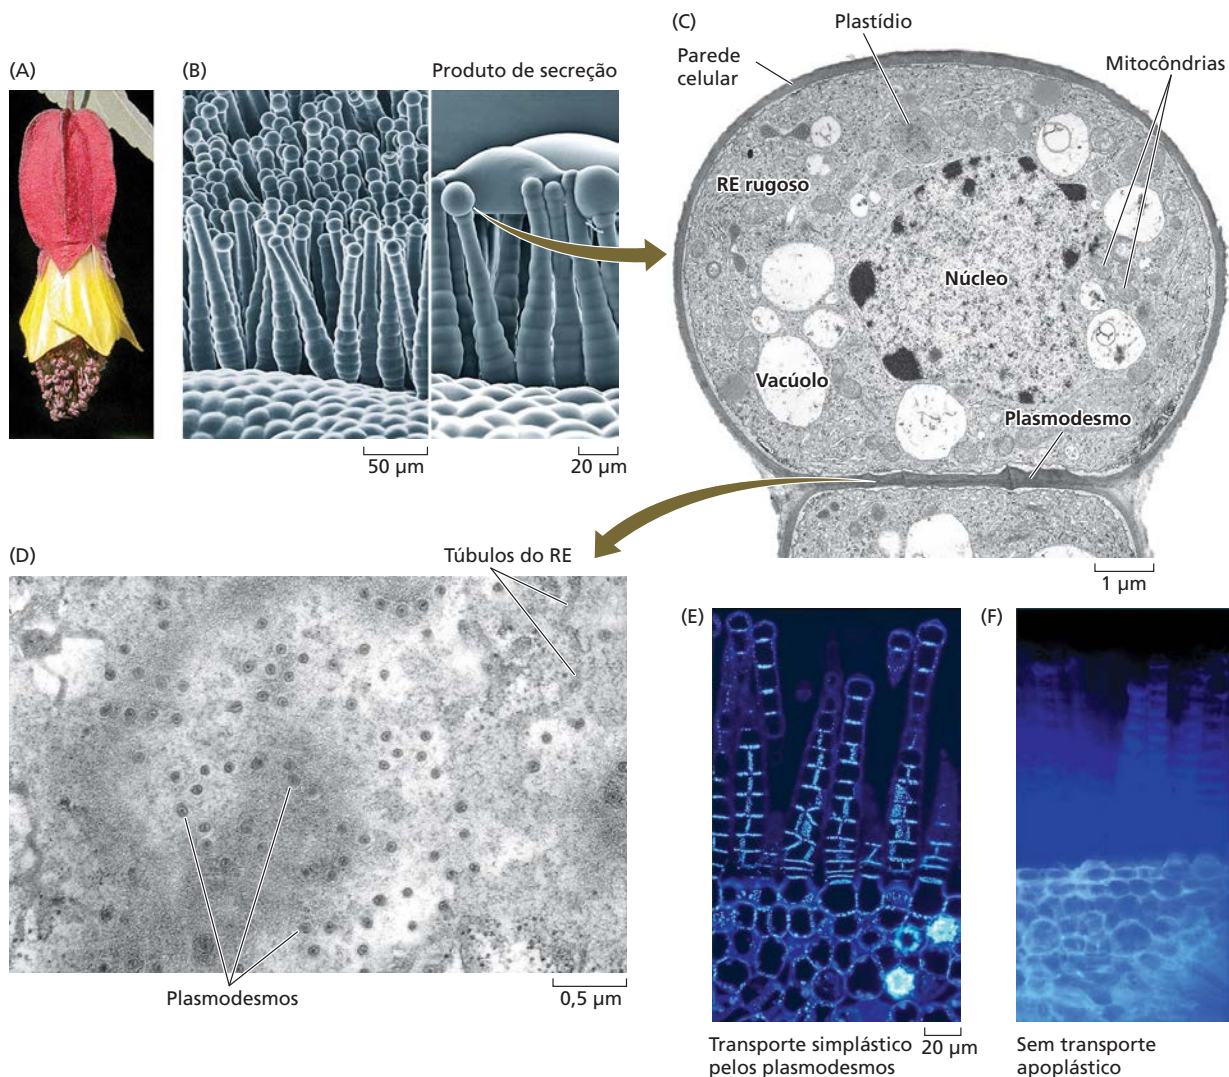 (A)
(B)
Produto de secreção
50 μm
20 μm
(C)
Plastídio
Parede
celular
Mitocôndrias
RE rugoso
Núcleo
Vacúolo
Plasmodesmo
1 μm
(D)
Túbulos do RE
Plasmodesmos
0,5 μm
(E)
(F)
20 μm
Transporte simplástico
pelos plasmodesmos
Sem transporte
apoplástico